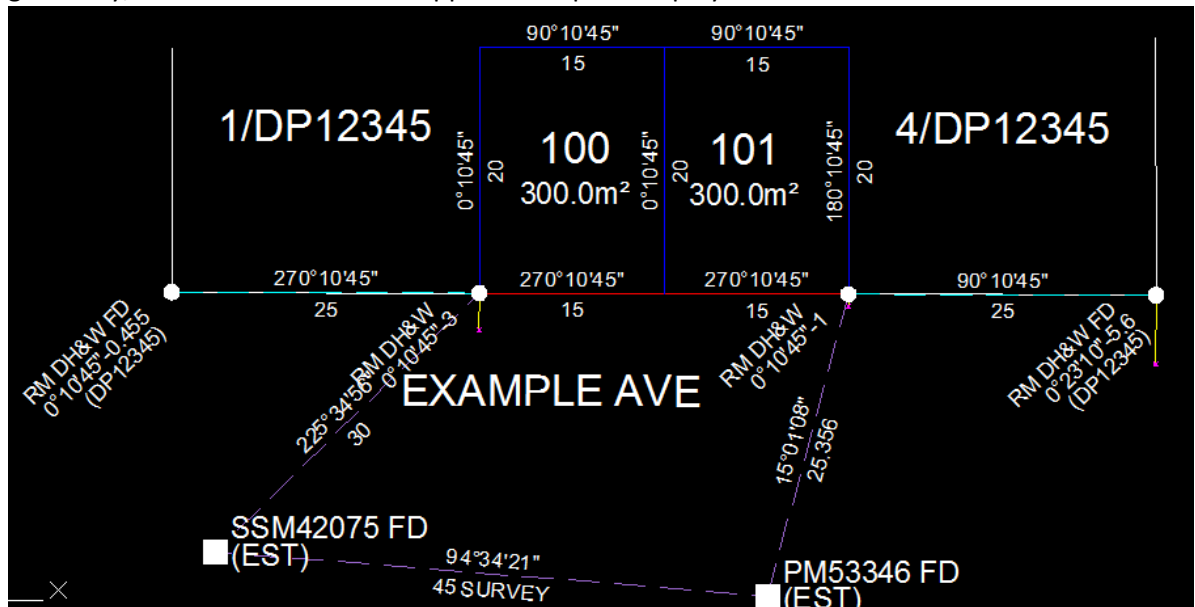 90°10'45"
90°10'45"
15
15
1/DP12345
4/DP12345
0°10'45"
20
100
300.0m²
0°10'45"
20
101
300.0m²
180°10'45"
20
270°10'45"
270°10'45"
270°10'45"
90°10'45"
25
15
15
25
RM DH&W FD
0°10'45"-0.455
(DP12345)
RM DH&W
0°10'45"-3
RM DH&W
0°10'45"-1
RM DH&W FD
0°23'10"-5.6
(DP12345)
EXAMPLE AVE
225°34'56"
30
15°01'08"
25.356
SSM42075 FD
(EST)
94°34'21"
45 SURVEY
PM53346 FD
(EST)
X